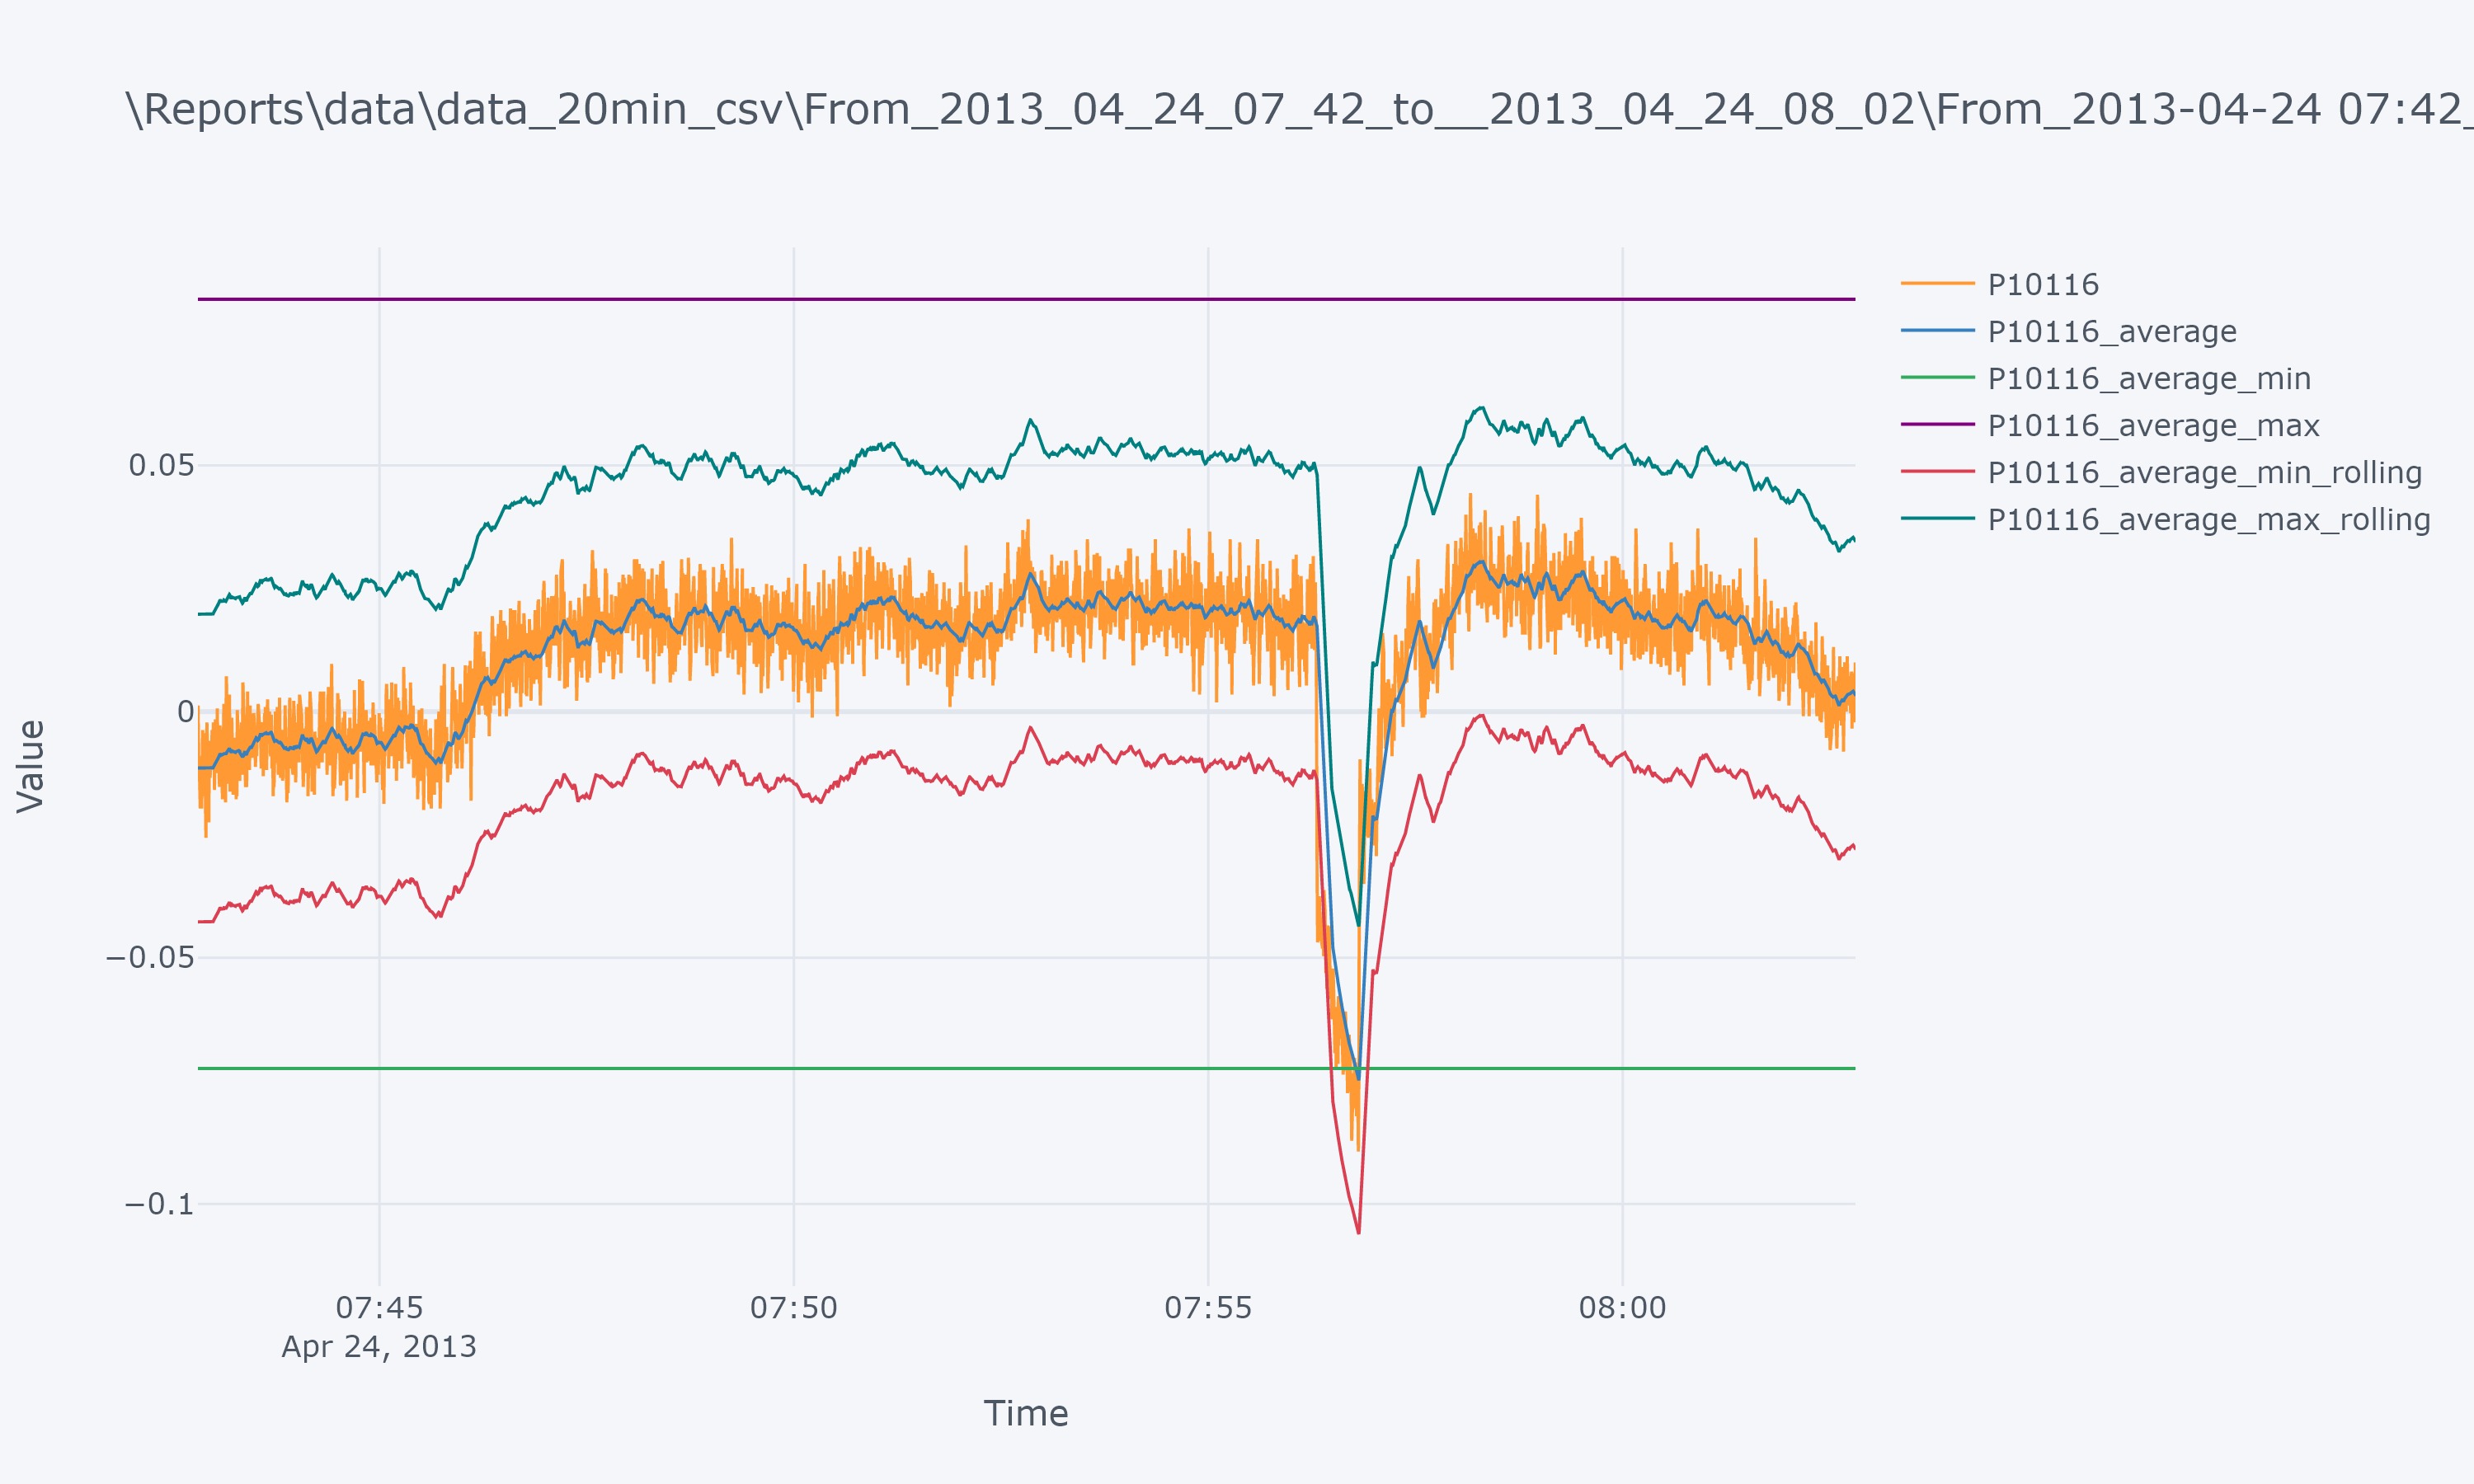 \Reports\data\data_20min_csv\From_2013_04_24_07_42_to__2013_04_24_08_02\From_2013-04-24 07:42_
P10116
P10116_average
P10116_average_min
P10116_average_max
P10116_average_min_rolling
P10116_average_max_rolling
Value
0.05
0
−0.05
−0.1
07:45
07:50
07:55
08:00
Apr 24, 2013
Time